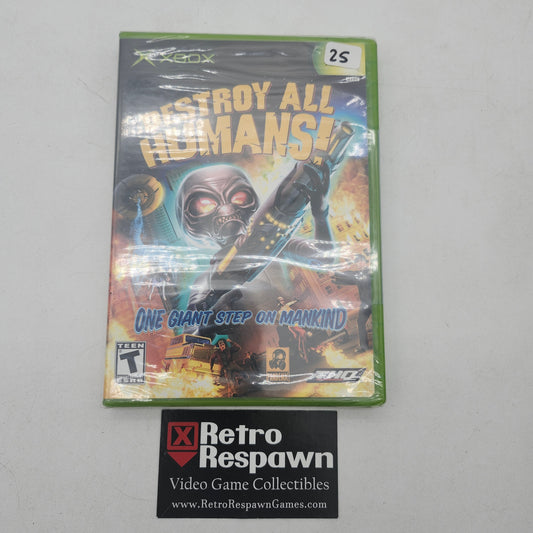 XBOX
25
DESTROY ALL
HUMANS!
ONE GIANT STEP ON MANKIND
TEEN
T
ESRB
THQ
Retro
Respawn
Video Game Collectibles
www.RetroRespawnGames.com